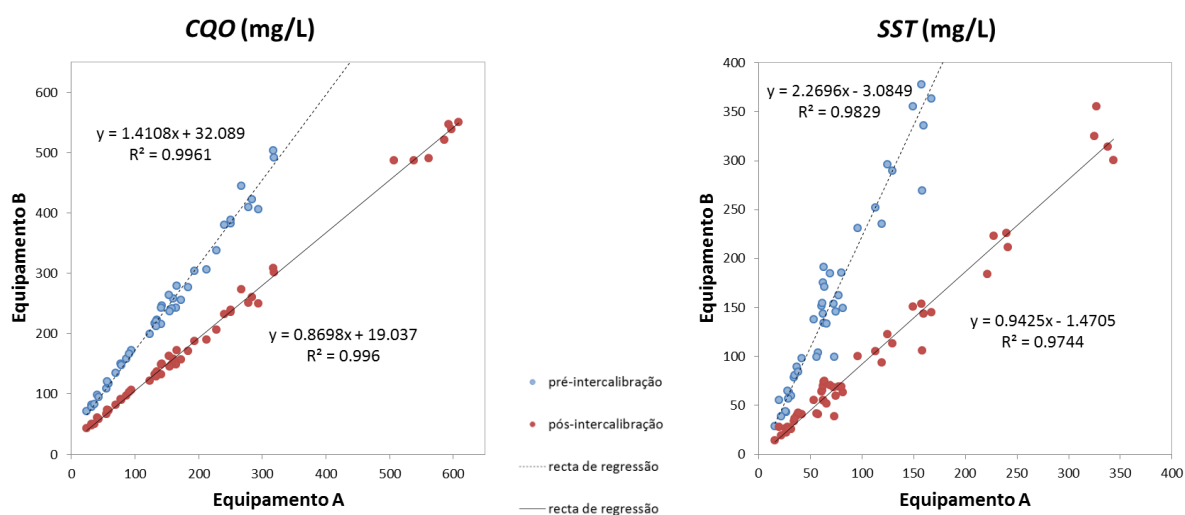 CQO (mg/L)
600
500
400
300
200
100
0
Equipamento B
y = 1.4108x + 32.089
R² = 0.9961
y = 0.8698x + 19.037
R² = 0.996
0 100 200 300 400 500 600
Equipamento A
pré-intercalibração
pós-intercalibração
recta de regressão
recta de regressão
SST (mg/L)
400
350
300
250
200
150
100
50
0
Equipamento B
y = 2.2696x - 3.0849
R² = 0.9829
y = 0.9425x - 1.4705
R² = 0.9744
0 50 100 150 200 250 300 350 400
Equipamento A